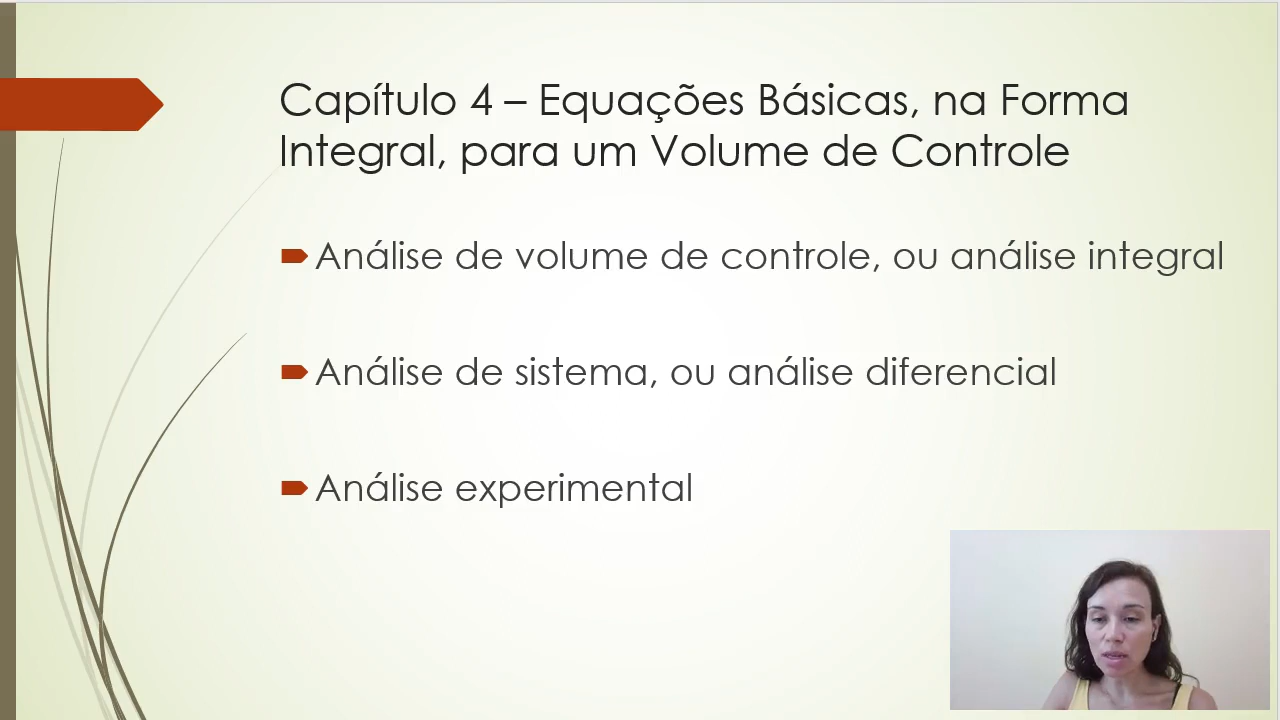 Capítulo 4 – Equações Básicas, na Forma
Integral, para um Volume de Controle
Análise de volume de controle, ou análise integral
Análise de sistema, ou análise diferencial
Análise experimental